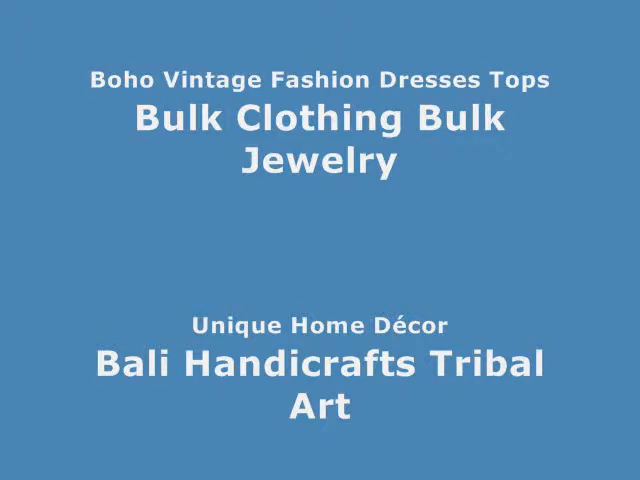 Boho Vintage Fashion Dresses Tops
Bulk Clothing Bulk
Jewelry
Unique Home Décor
Bali Handicrafts Tribal
Art